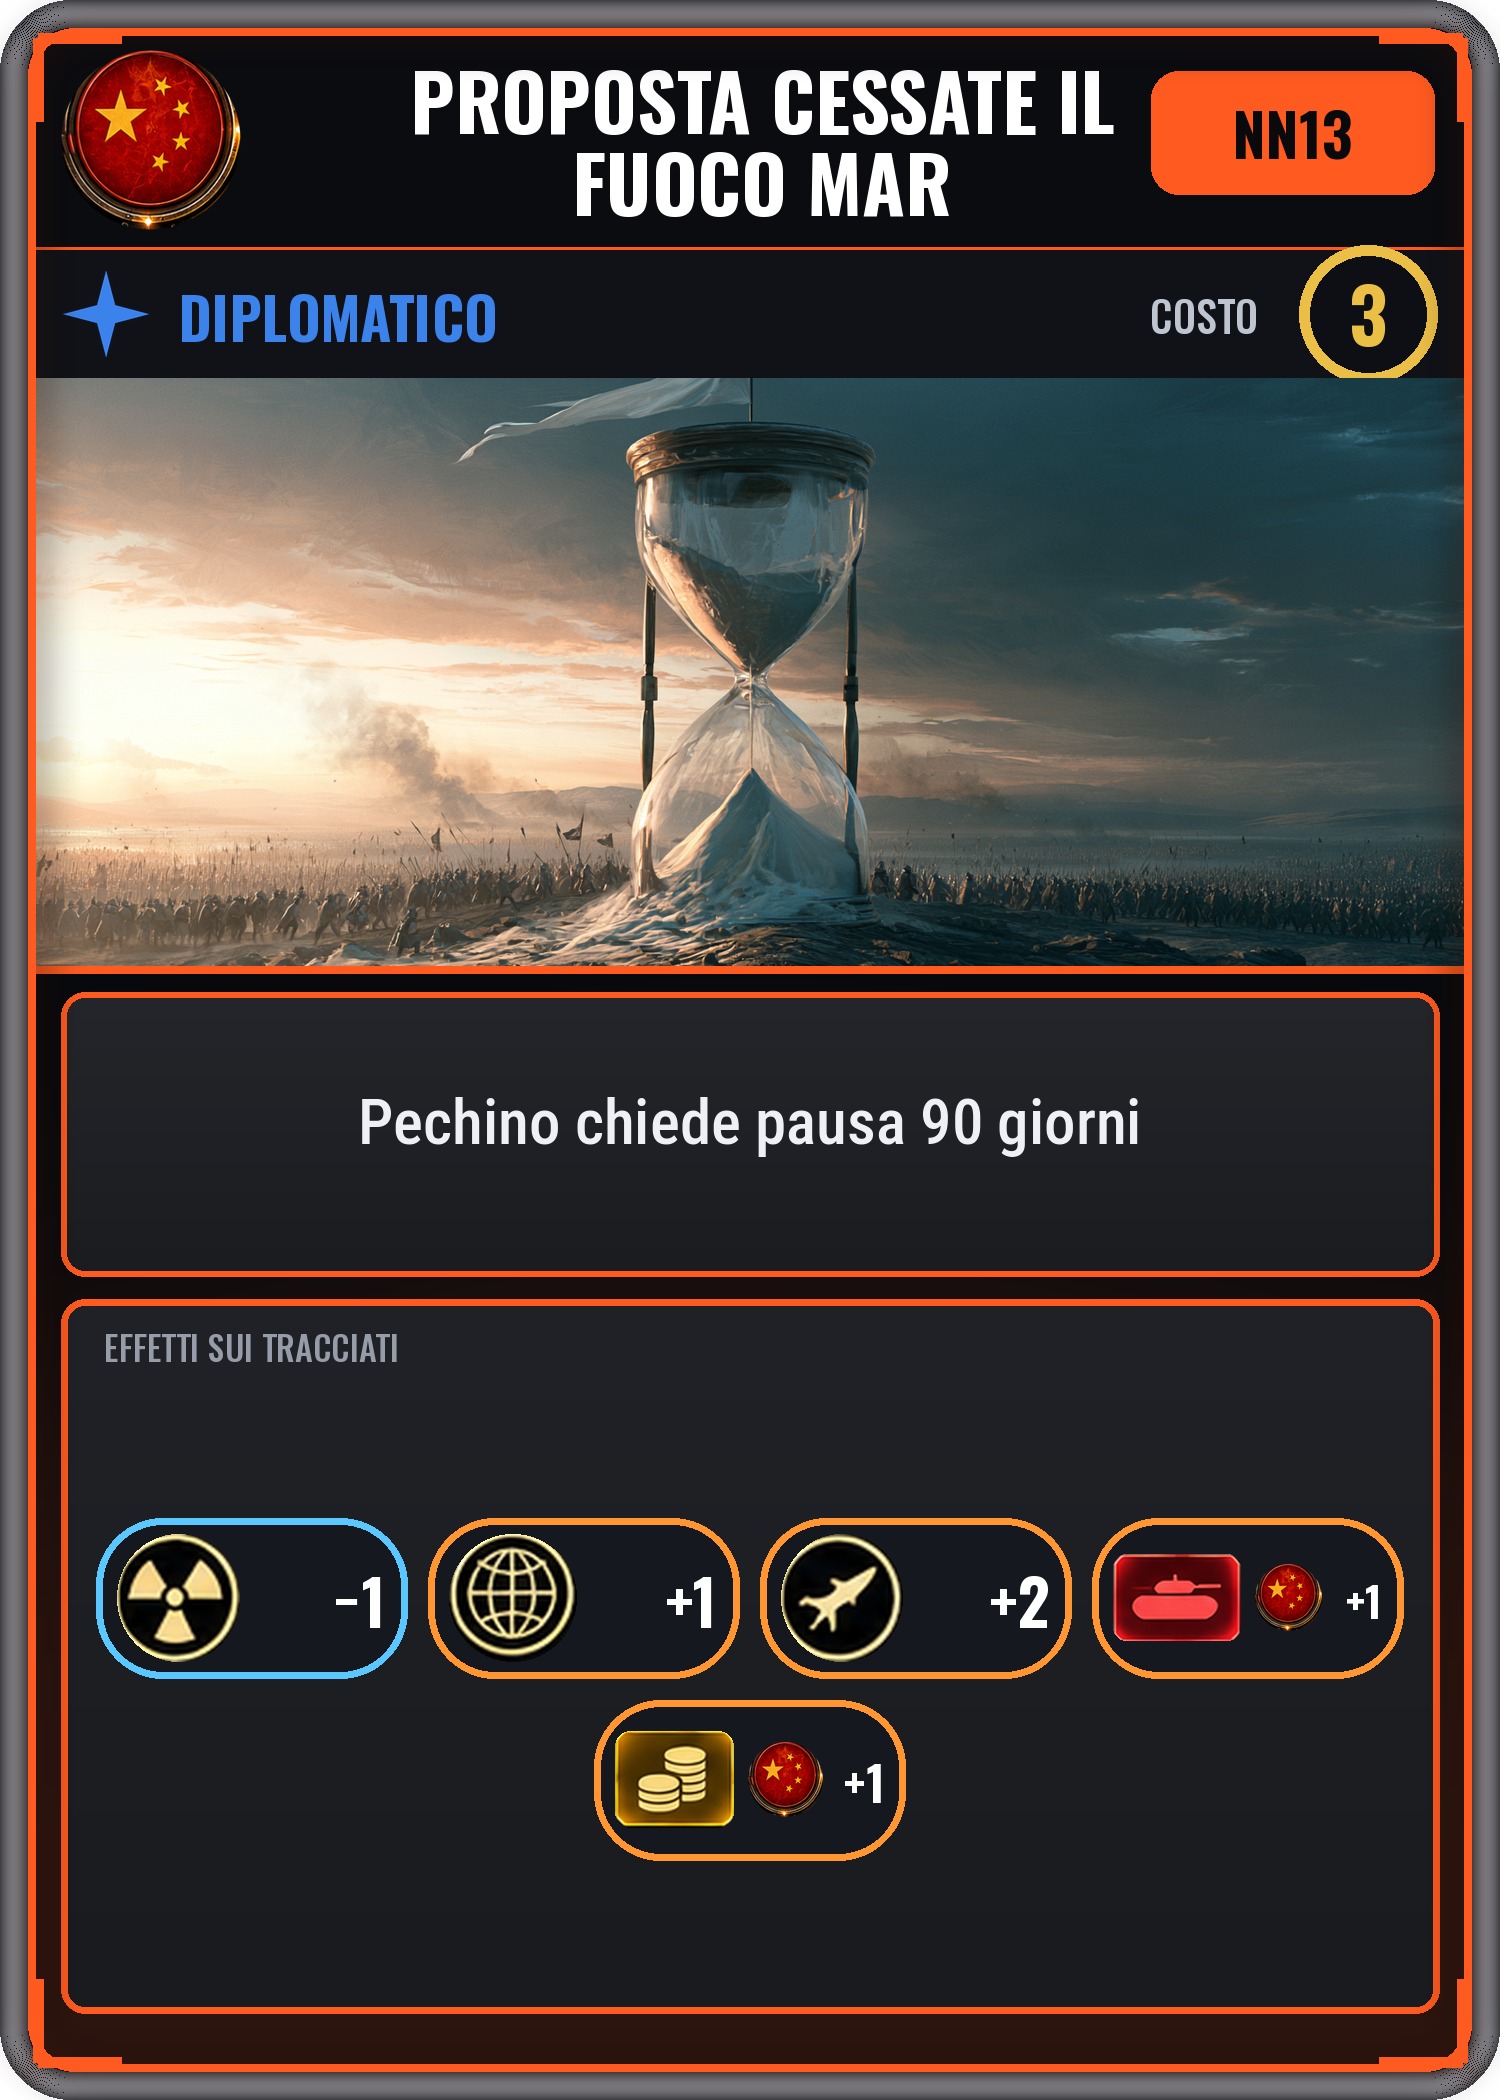 PROPOSTA CESSATE IL
FUOCO MAR
NN13
DIPLOMATICO
COSTO
3
Pechino chiede pausa 90 giorni
EFFETTI SUI TRACCIATI
−1
+1
+2
+1
+1